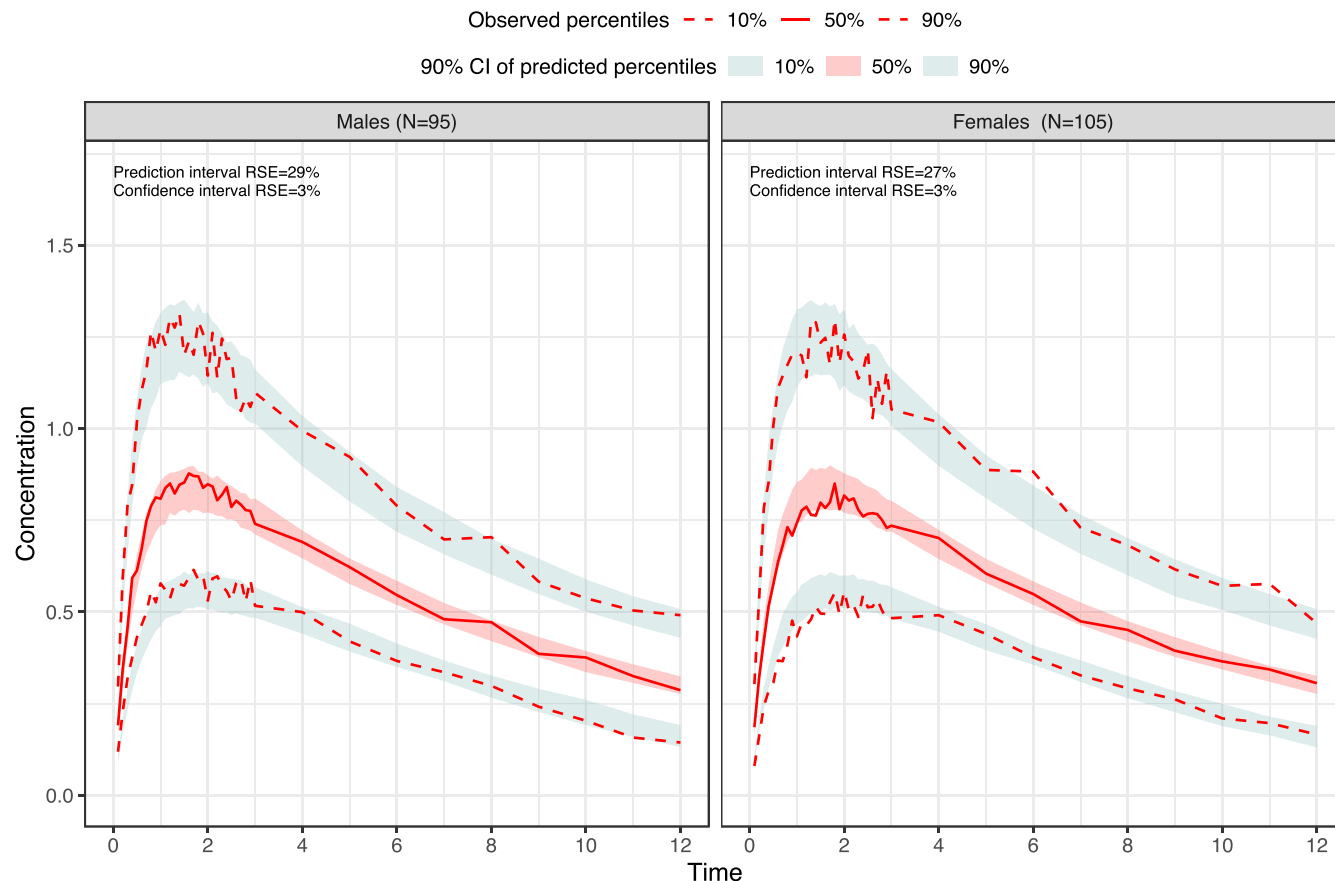 Observed percentiles 10% 50% 90%
90% CI of predicted percentiles 10% 50% 90%
Males (N=95)
Females (N=105)
Prediction interval RSE=29%
Confidence interval RSE=3%
Prediction interval RSE=27%
Confidence interval RSE=3%
Concentration
1.5
1.0
0.5
0.0
0 2 4 6 8 10 12
0 2 4 6 8 10 12
Time